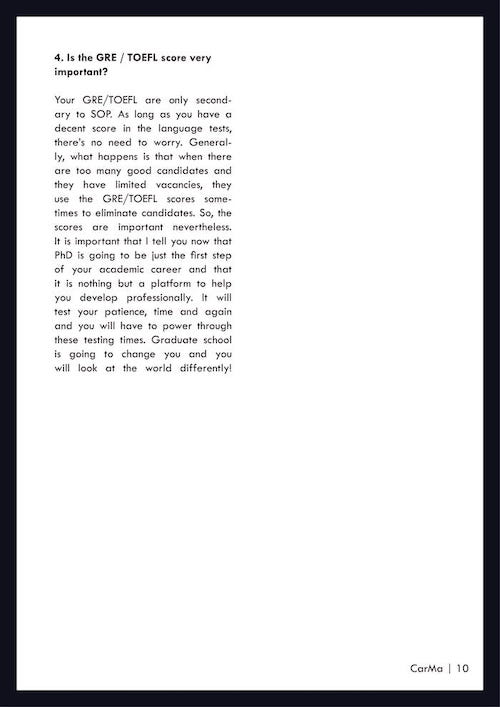 4. Is the GRE / TOEFL score very
important?
Your GRE/TOEFL are only second-
ary to SOP. As long as you have a
decent score in the language tests,
there's no need to worry. General-
ly, what happens is that when there
are too many good candidates and
they have limited vacancies, they
use the GRE/TOEFL scores some-
times to eliminate candidates. So, the
scores are important nevertheless.
It is important that I tell you now that
PhD is going to be just the first step
of your academic career and that
it is nothing but a platform to help
you develop professionally. It will
test your patience, time and again
and you will have to power through
these testing times. Graduate school
is going to change you and you
will look at the world differently!
CarMa | 10